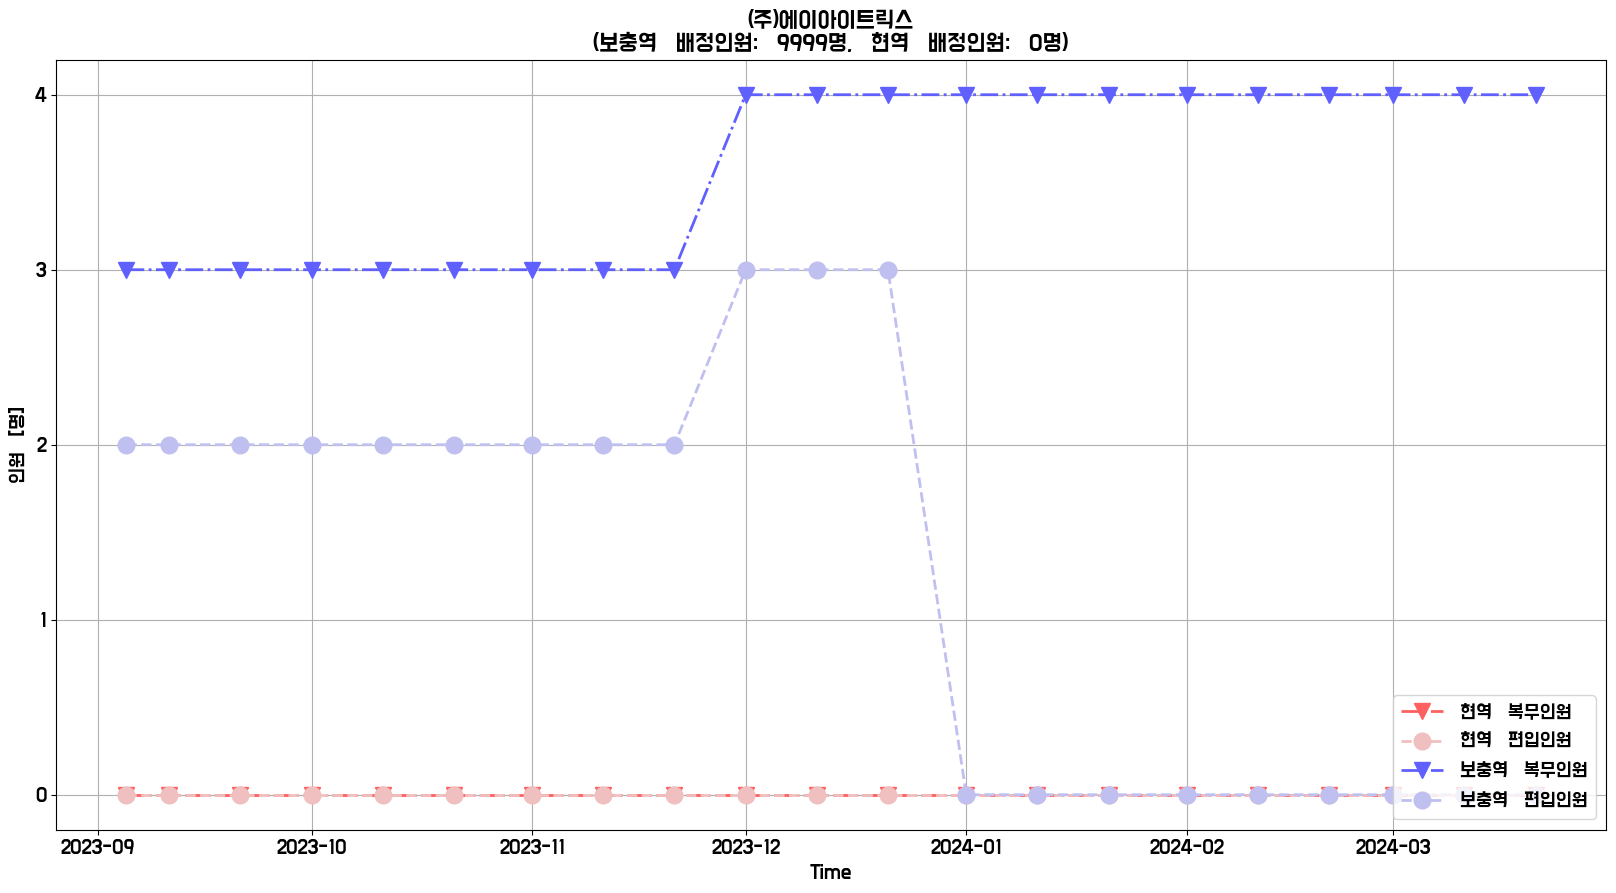 (주)에이아이트릭스
(보충역 배정인원: 9999명, 현역 배정인원: 0명)
4
3
2
1
0
인원 [명]
2023-09
2023-10
2023-11
2023-12
2024-01
2024-02
2024-03
Time
현역 복무인원
현역 편입인원
보충역 복무인원
보충역 편입인원